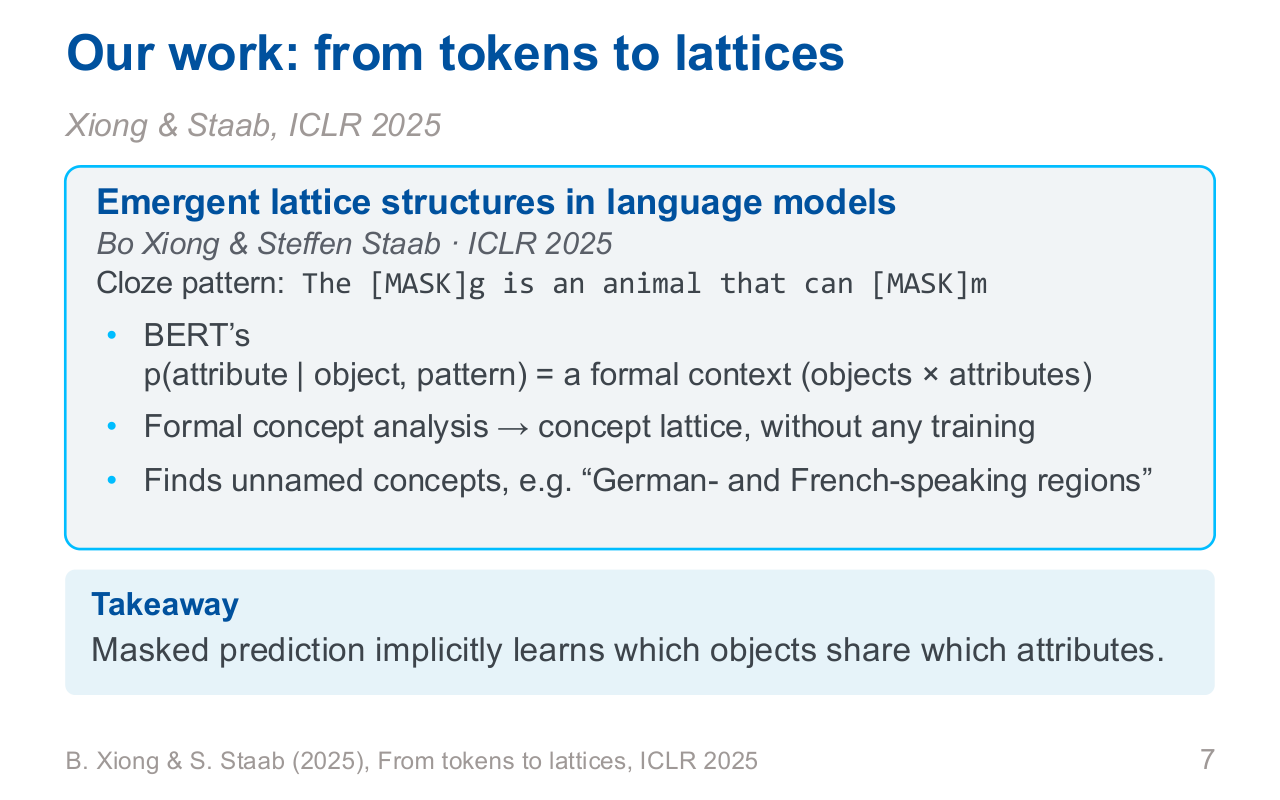 Our work: from tokens to lattices
Xiong & Staab, ICLR 2025
Emergent lattice structures in language models
Bo Xiong & Steffen Staab · ICLR 2025
Cloze pattern: The [MASK]g is an animal that can [MASK]m
• BERT’s
p(attribute | object, pattern) = a formal context (objects × attributes)
• Formal concept analysis → concept lattice, without any training
• Finds unnamed concepts, e.g. “German- and French-speaking regions”
Takeaway
Masked prediction implicitly learns which objects share which attributes.
B. Xiong & S. Staab (2025), From tokens to lattices, ICLR 2025
7